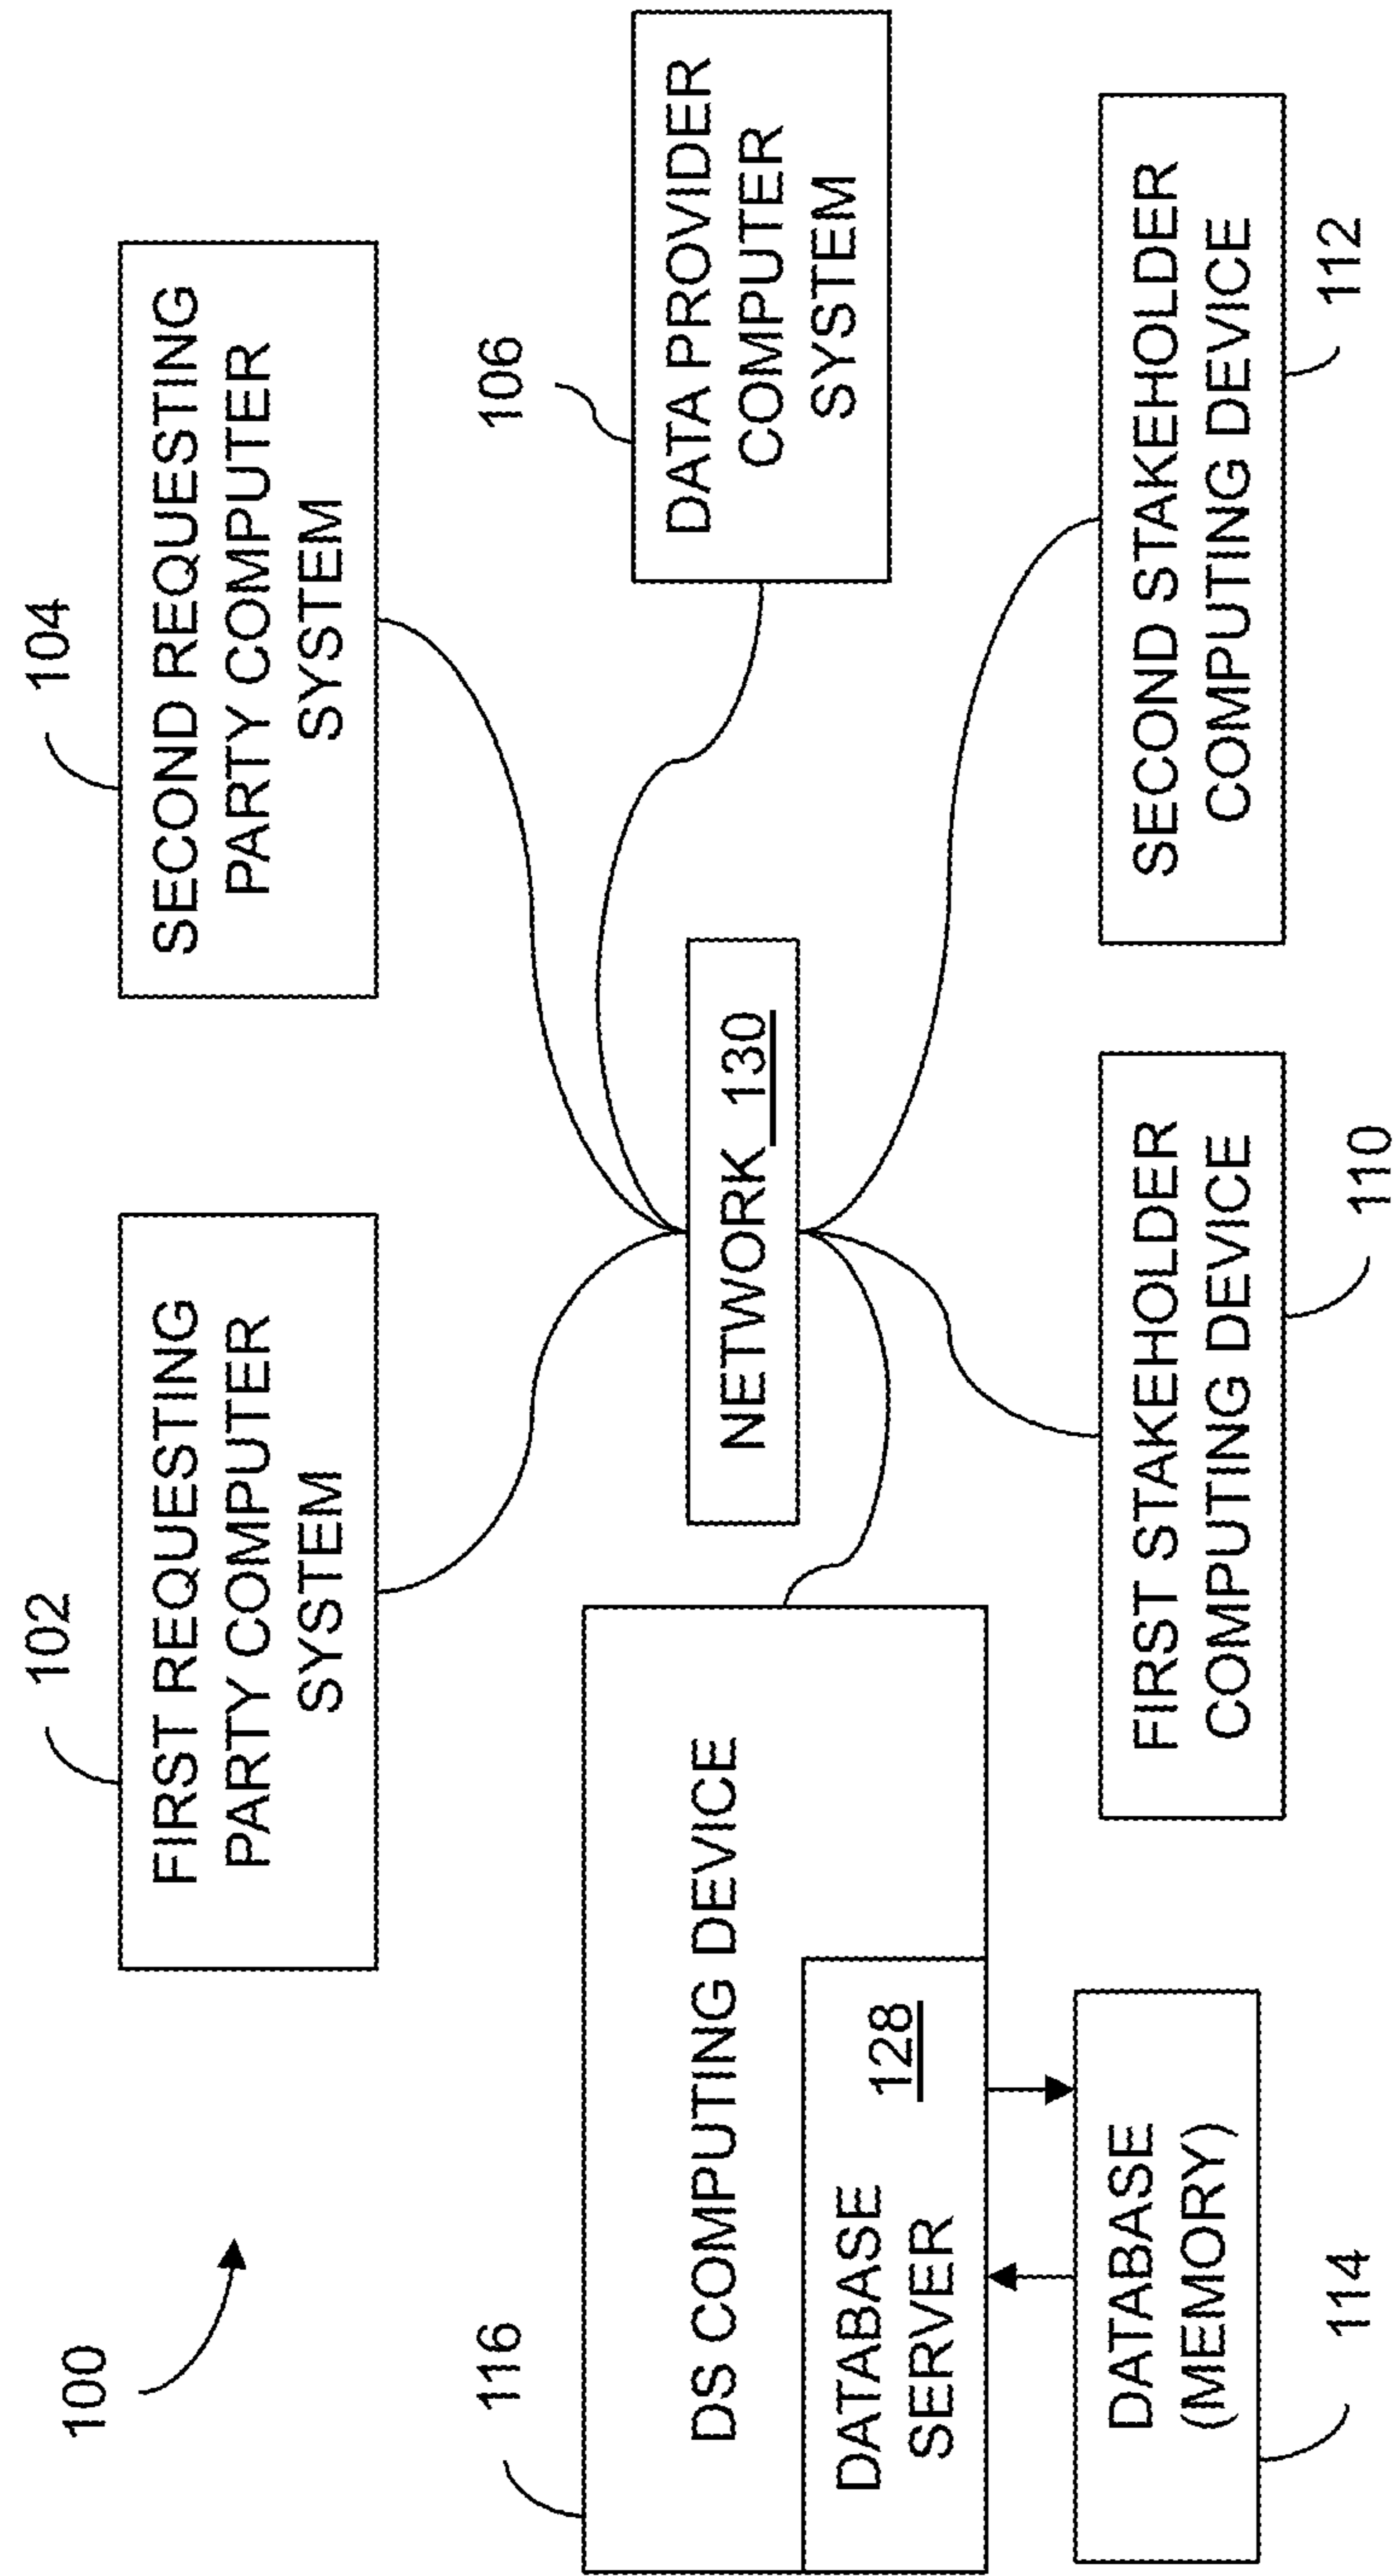 100
102
FIRST REQUESTING
PARTY COMPUTER
SYSTEM
104
SECOND REQUESTING
PARTY COMPUTER
SYSTEM
116
DS COMPUTING DEVICE
DATABASE
SERVER
128
NETWORK 130
106
DATA PROVIDER
COMPUTER
SYSTEM
DATABASE
(MEMORY)
114
FIRST STAKEHOLDER
COMPUTING DEVICE
110
SECOND STAKEHOLDER
COMPUTING DEVICE
112